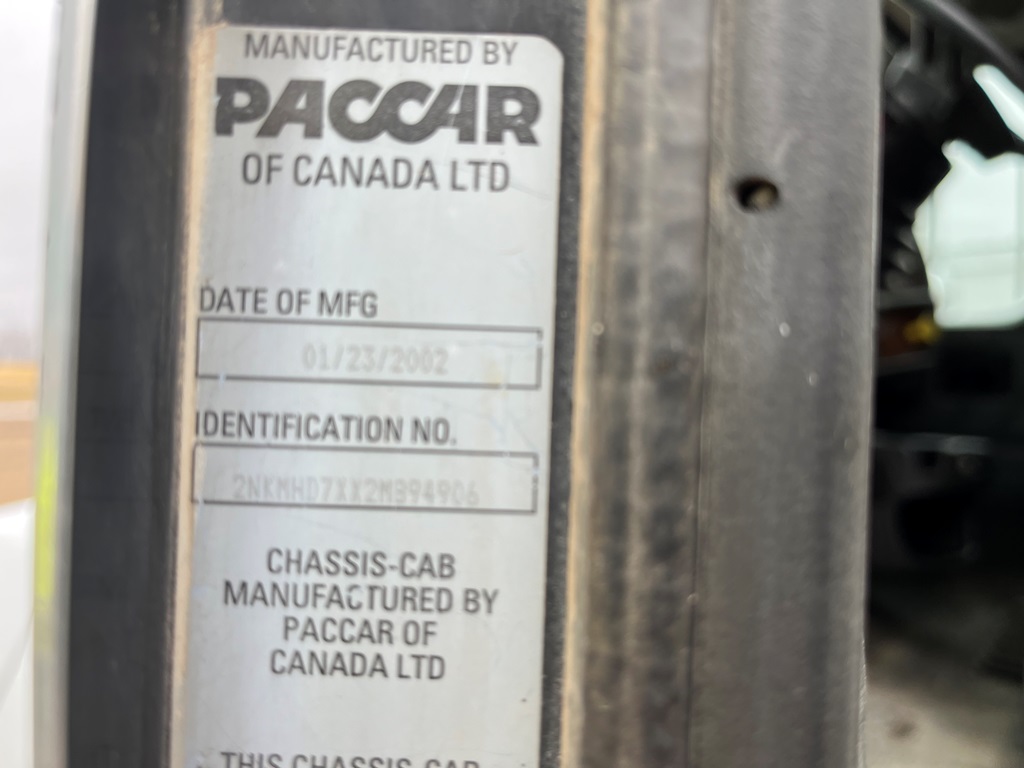 MANUFACTURED BY
PACCAR
OF CANADA LTD
DATE OF MFG
01/23/2002
IDENTIFICATION NO.
2NKMHD7XX2M894906
CHASSIS-CAB
MANUFACTURED BY
PACCAR OF
CANADA LTD
THIS CHASSIS-CAB